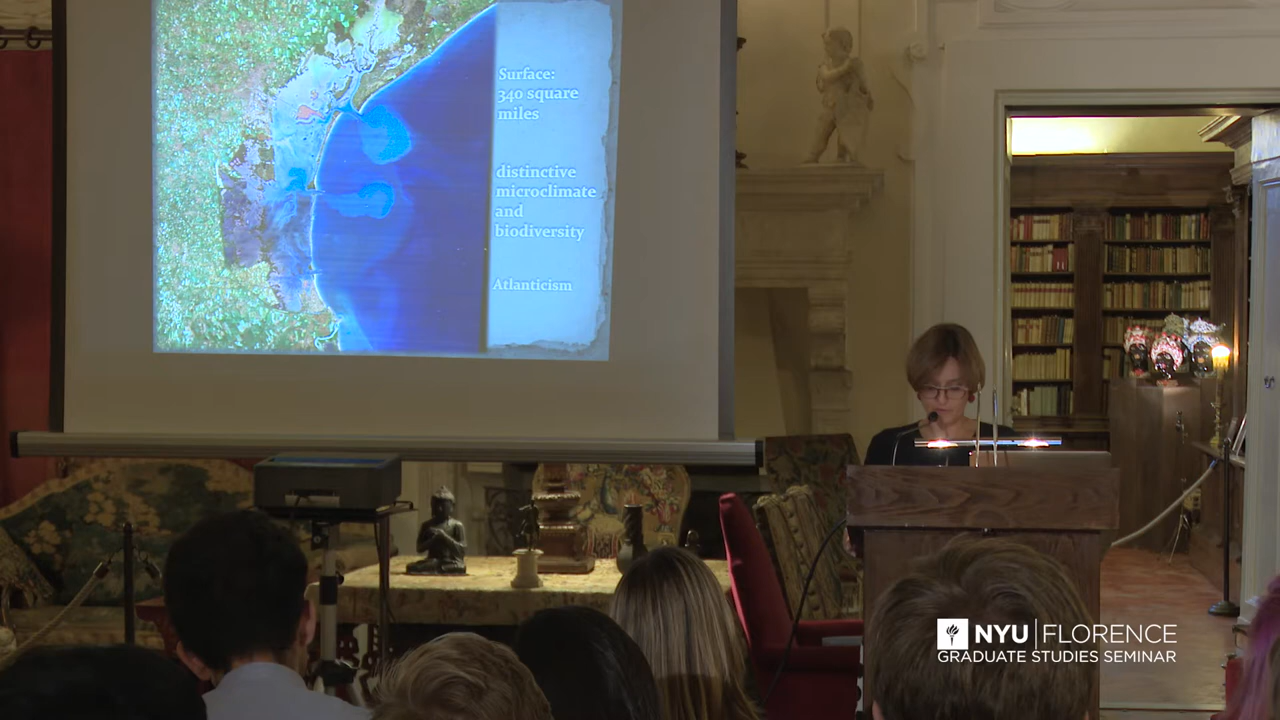 Surface:
340 square
miles
distinctive
microclimate
and
biodiversity
Atlanticism
NYU FLORENCE
GRADUATE STUDIES SEMINAR